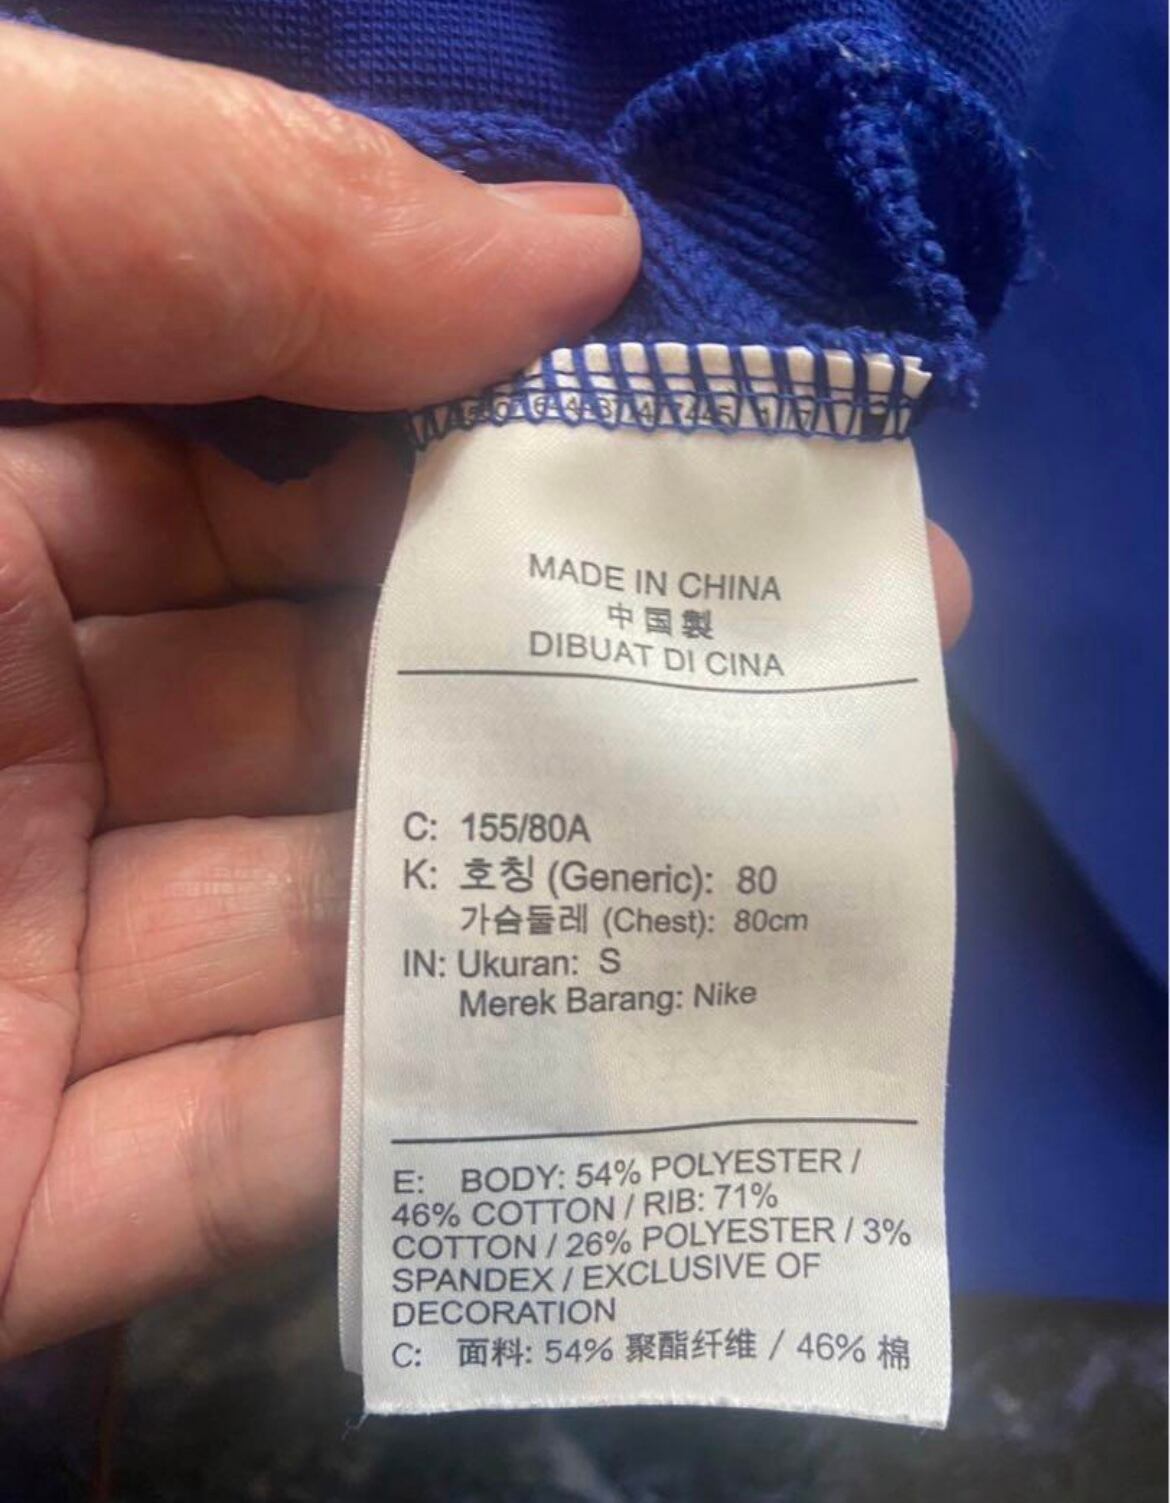 MADE IN CHINA
中国製
DIBUAT DI CINA
C: 155/80A
K: 호칭 (Generic): 80
가슴둘레 (Chest): 80cm
IN: Ukuran: S
Merek Barang: Nike
E: BODY: 54% POLYESTER /
46% COTTON / RIB: 71%
COTTON / 26% POLYESTER / 3%
SPANDEX / EXCLUSIVE OF
DECORATION
C: 面料: 54% 聚酯纤维 / 46% 棉